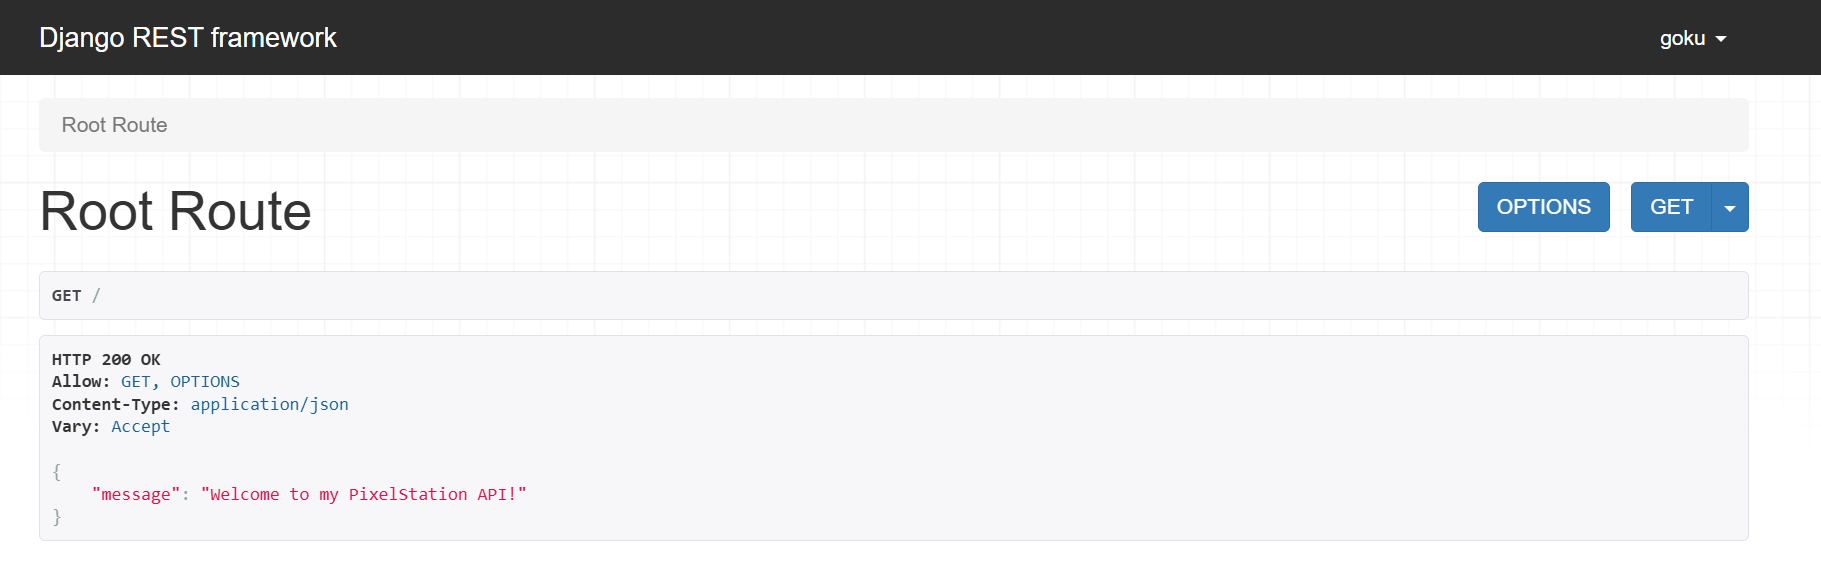 Django REST framework
goku
Root Route
Root Route
OPTIONS
GET
GET /
HTTP 200 OK
Allow: GET, OPTIONS
Content-Type: application/json
Vary: Accept
{
    "message": "Welcome to my PixelStation API!"
}